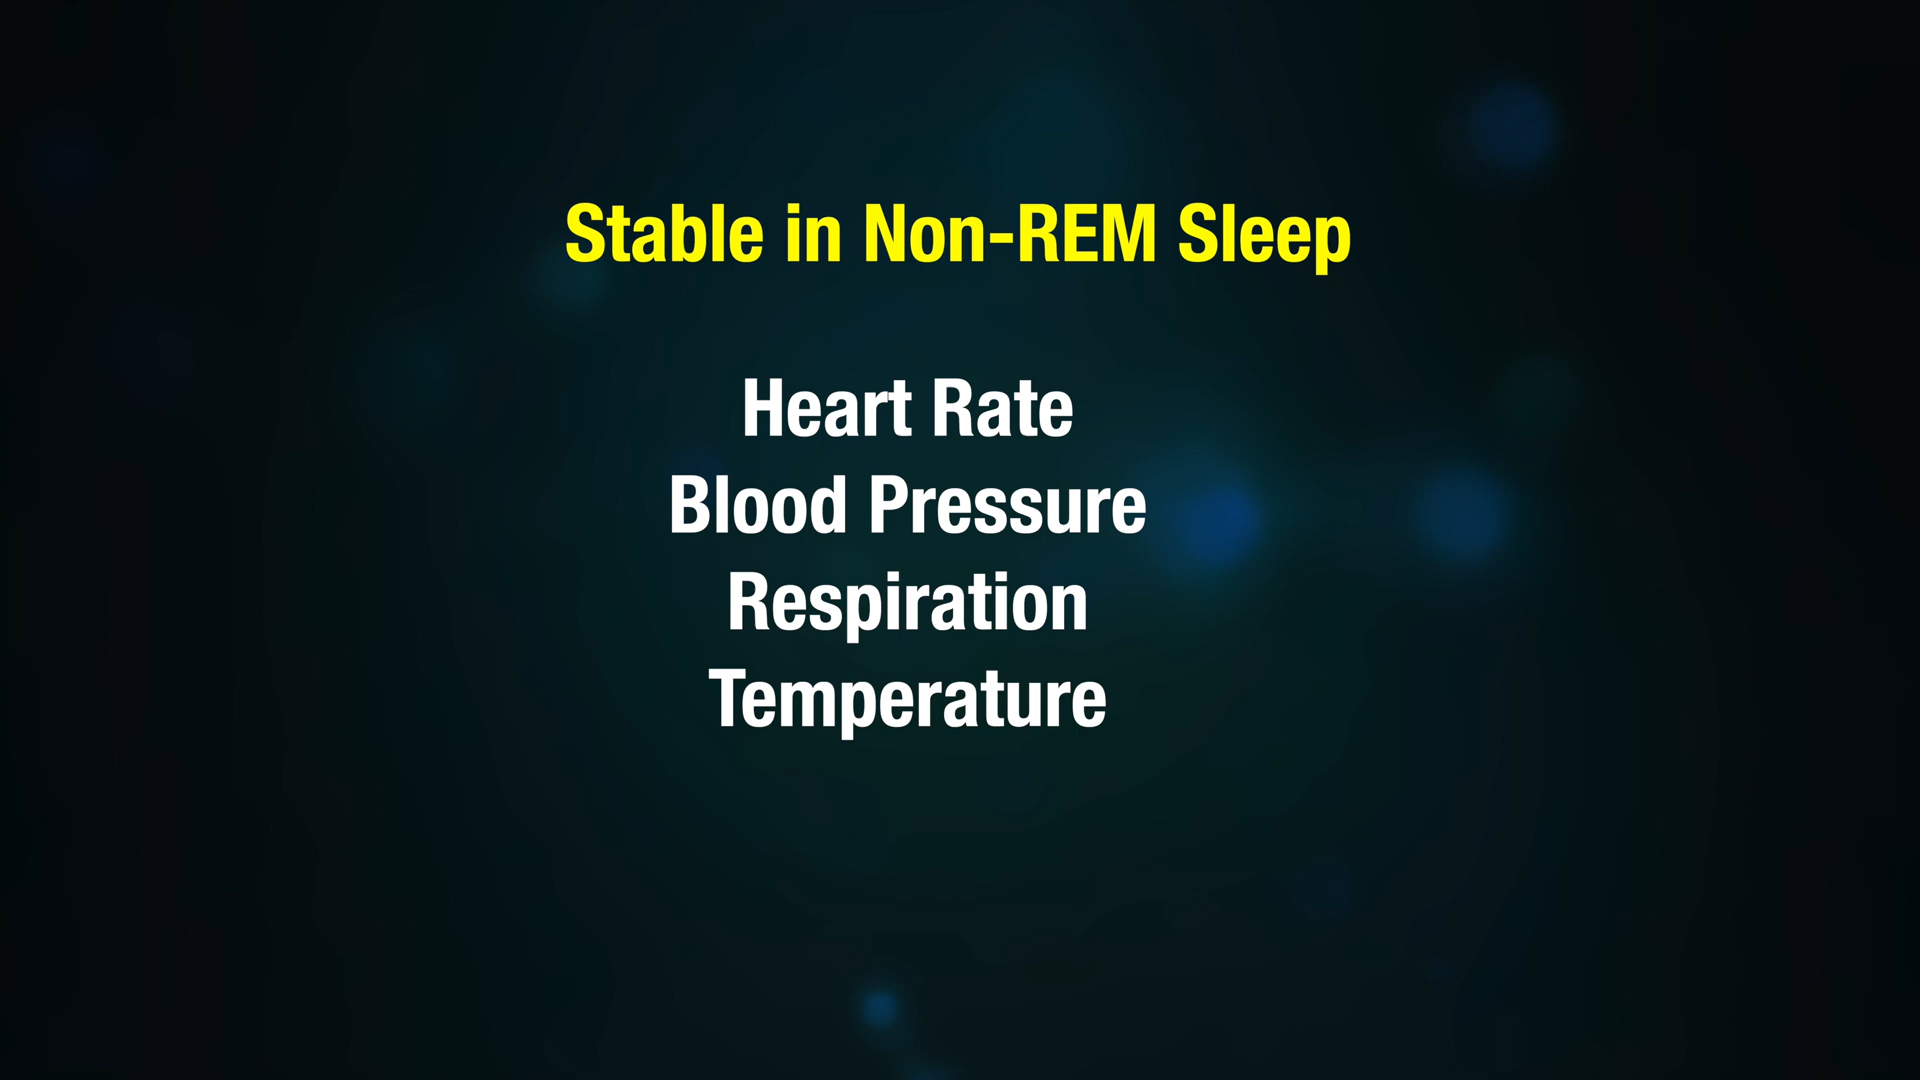 Stable in Non-REM Sleep
Heart Rate
Blood Pressure
Respiration
Temperature